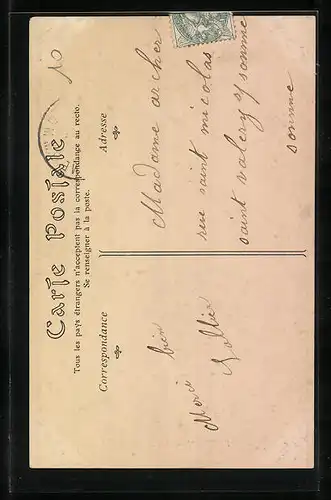 Carte Postale
Tous les pays étrangers n'acceptent pas la correspondance au recto.
Se renseigner à la poste.
Correspondance
Adresse
Merci bien
Madame archer
rue saint nicolas
saint valery s/somme
somme